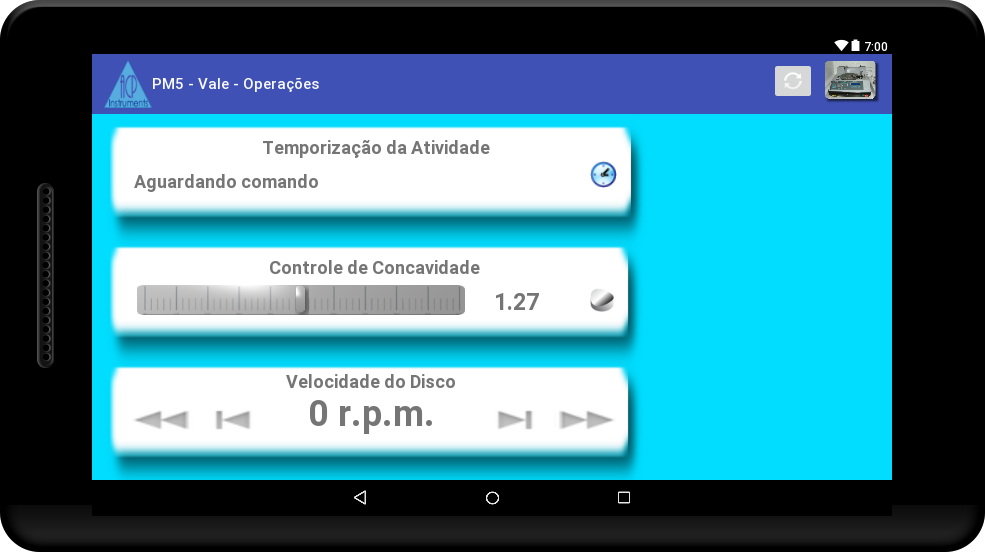 7:00
ACP
Instruments
PM5 - Vale - Operações
Temporização da Atividade
Aguardando comando
Controle de Concavidade
1.27
Velocidade do Disco
0 r.p.m.